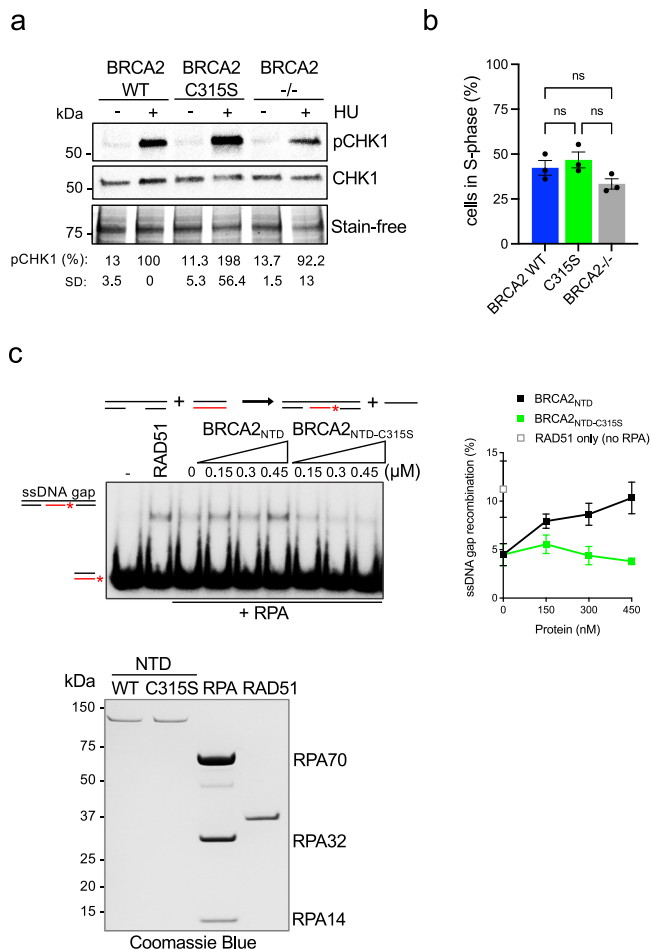 a
BRCA2 WT BRCA2 C315S BRCA2 -/-
kDa - + - + - + HU
50 pCHK1
50 CHK1
75 Stain-free
pCHK1 (%): 13 100 11.3 198 13.7 92.2
SD: 3.5 0 5.3 56.4 1.5 13
b
cells in S-phase (%)
100
75
50
25
0
ns
ns ns
BRCA2 WT C315S BRCA2-/-
c
+ +
- RAD51 BRCA2NTD BRCA2NTD-C315S
0 0.15 0.3 0.45 0.15 0.3 0.45 (µM)
ssDNA gap
*
*
*
+ RPA
BRCA2NTD
BRCA2NTD-C315S
RAD51 only (no RPA)
ssDNA gap recombination (%)
15
10
5
0
0 150 300 450
Protein (nM)
NTD
kDa WT C315S RPA RAD51
150
75
50
37
25
20
15
RPA70
RPA32
RPA14
Coomassie Blue